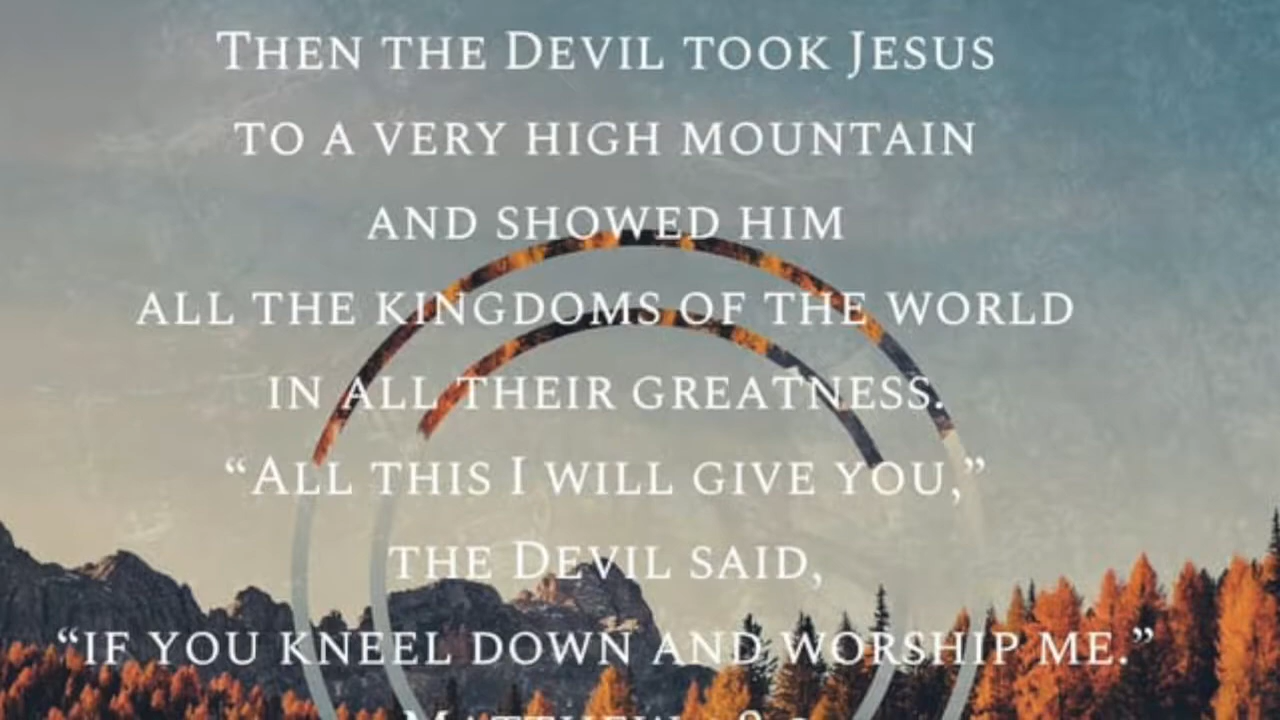 Then the Devil took Jesus
to a very high mountain
and showed him
all the kingdoms of the world
in all their greatness.
“All this I will give you,”
the Devil said,
“if you kneel down and worship me.”
Matthew